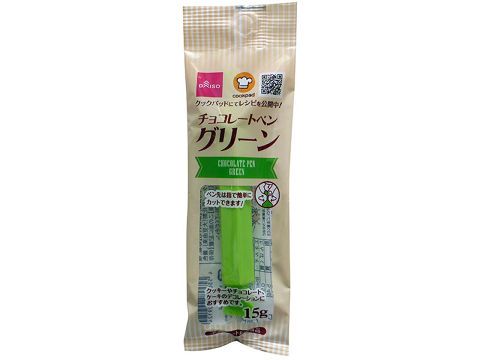 DAISO
cookpad
クックパッドにてレシピを公開中!
チョコレートペン
グリーン
CHOCOLATE PEN
GREEN
ペン先は指で簡単に
カットできます!
クッキーやチョコレート、
ケーキのデコレーションに
おすすめです。
15g